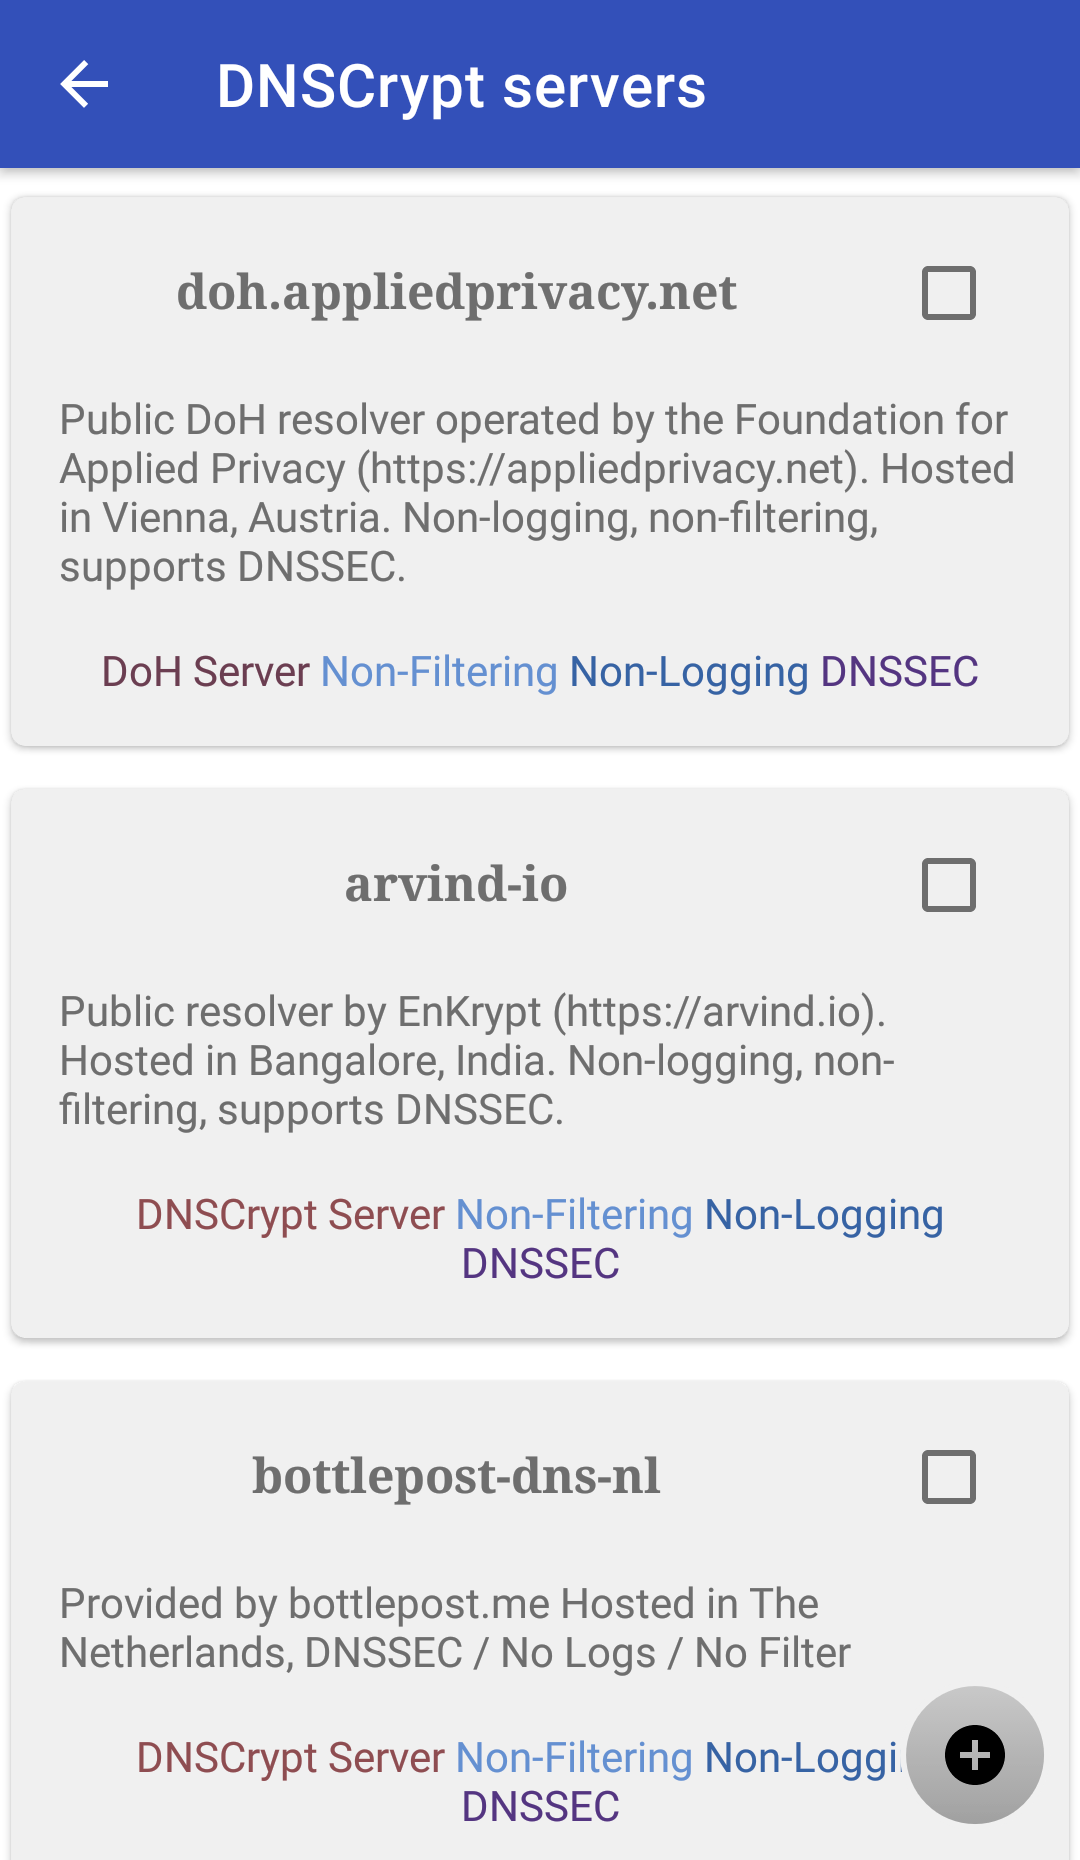 DNSCrypt servers
doh.appliedprivacy.net
Public DoH resolver operated by the Foundation for
Applied Privacy (https://appliedprivacy.net). Hosted
in Vienna, Austria. Non-logging, non-filtering,
supports DNSSEC.
DoH Server Non-Filtering Non-Logging DNSSEC
arvind-io
Public resolver by EnKrypt (https://arvind.io).
Hosted in Bangalore, India. Non-logging, non-
filtering, supports DNSSEC.
DNSCrypt Server Non-Filtering Non-Logging
DNSSEC
bottlepost-dns-nl
Provided by bottlepost.me Hosted in The
Netherlands, DNSSEC / No Logs / No Filter
DNSCrypt Server Non-Filtering
DNSSEC